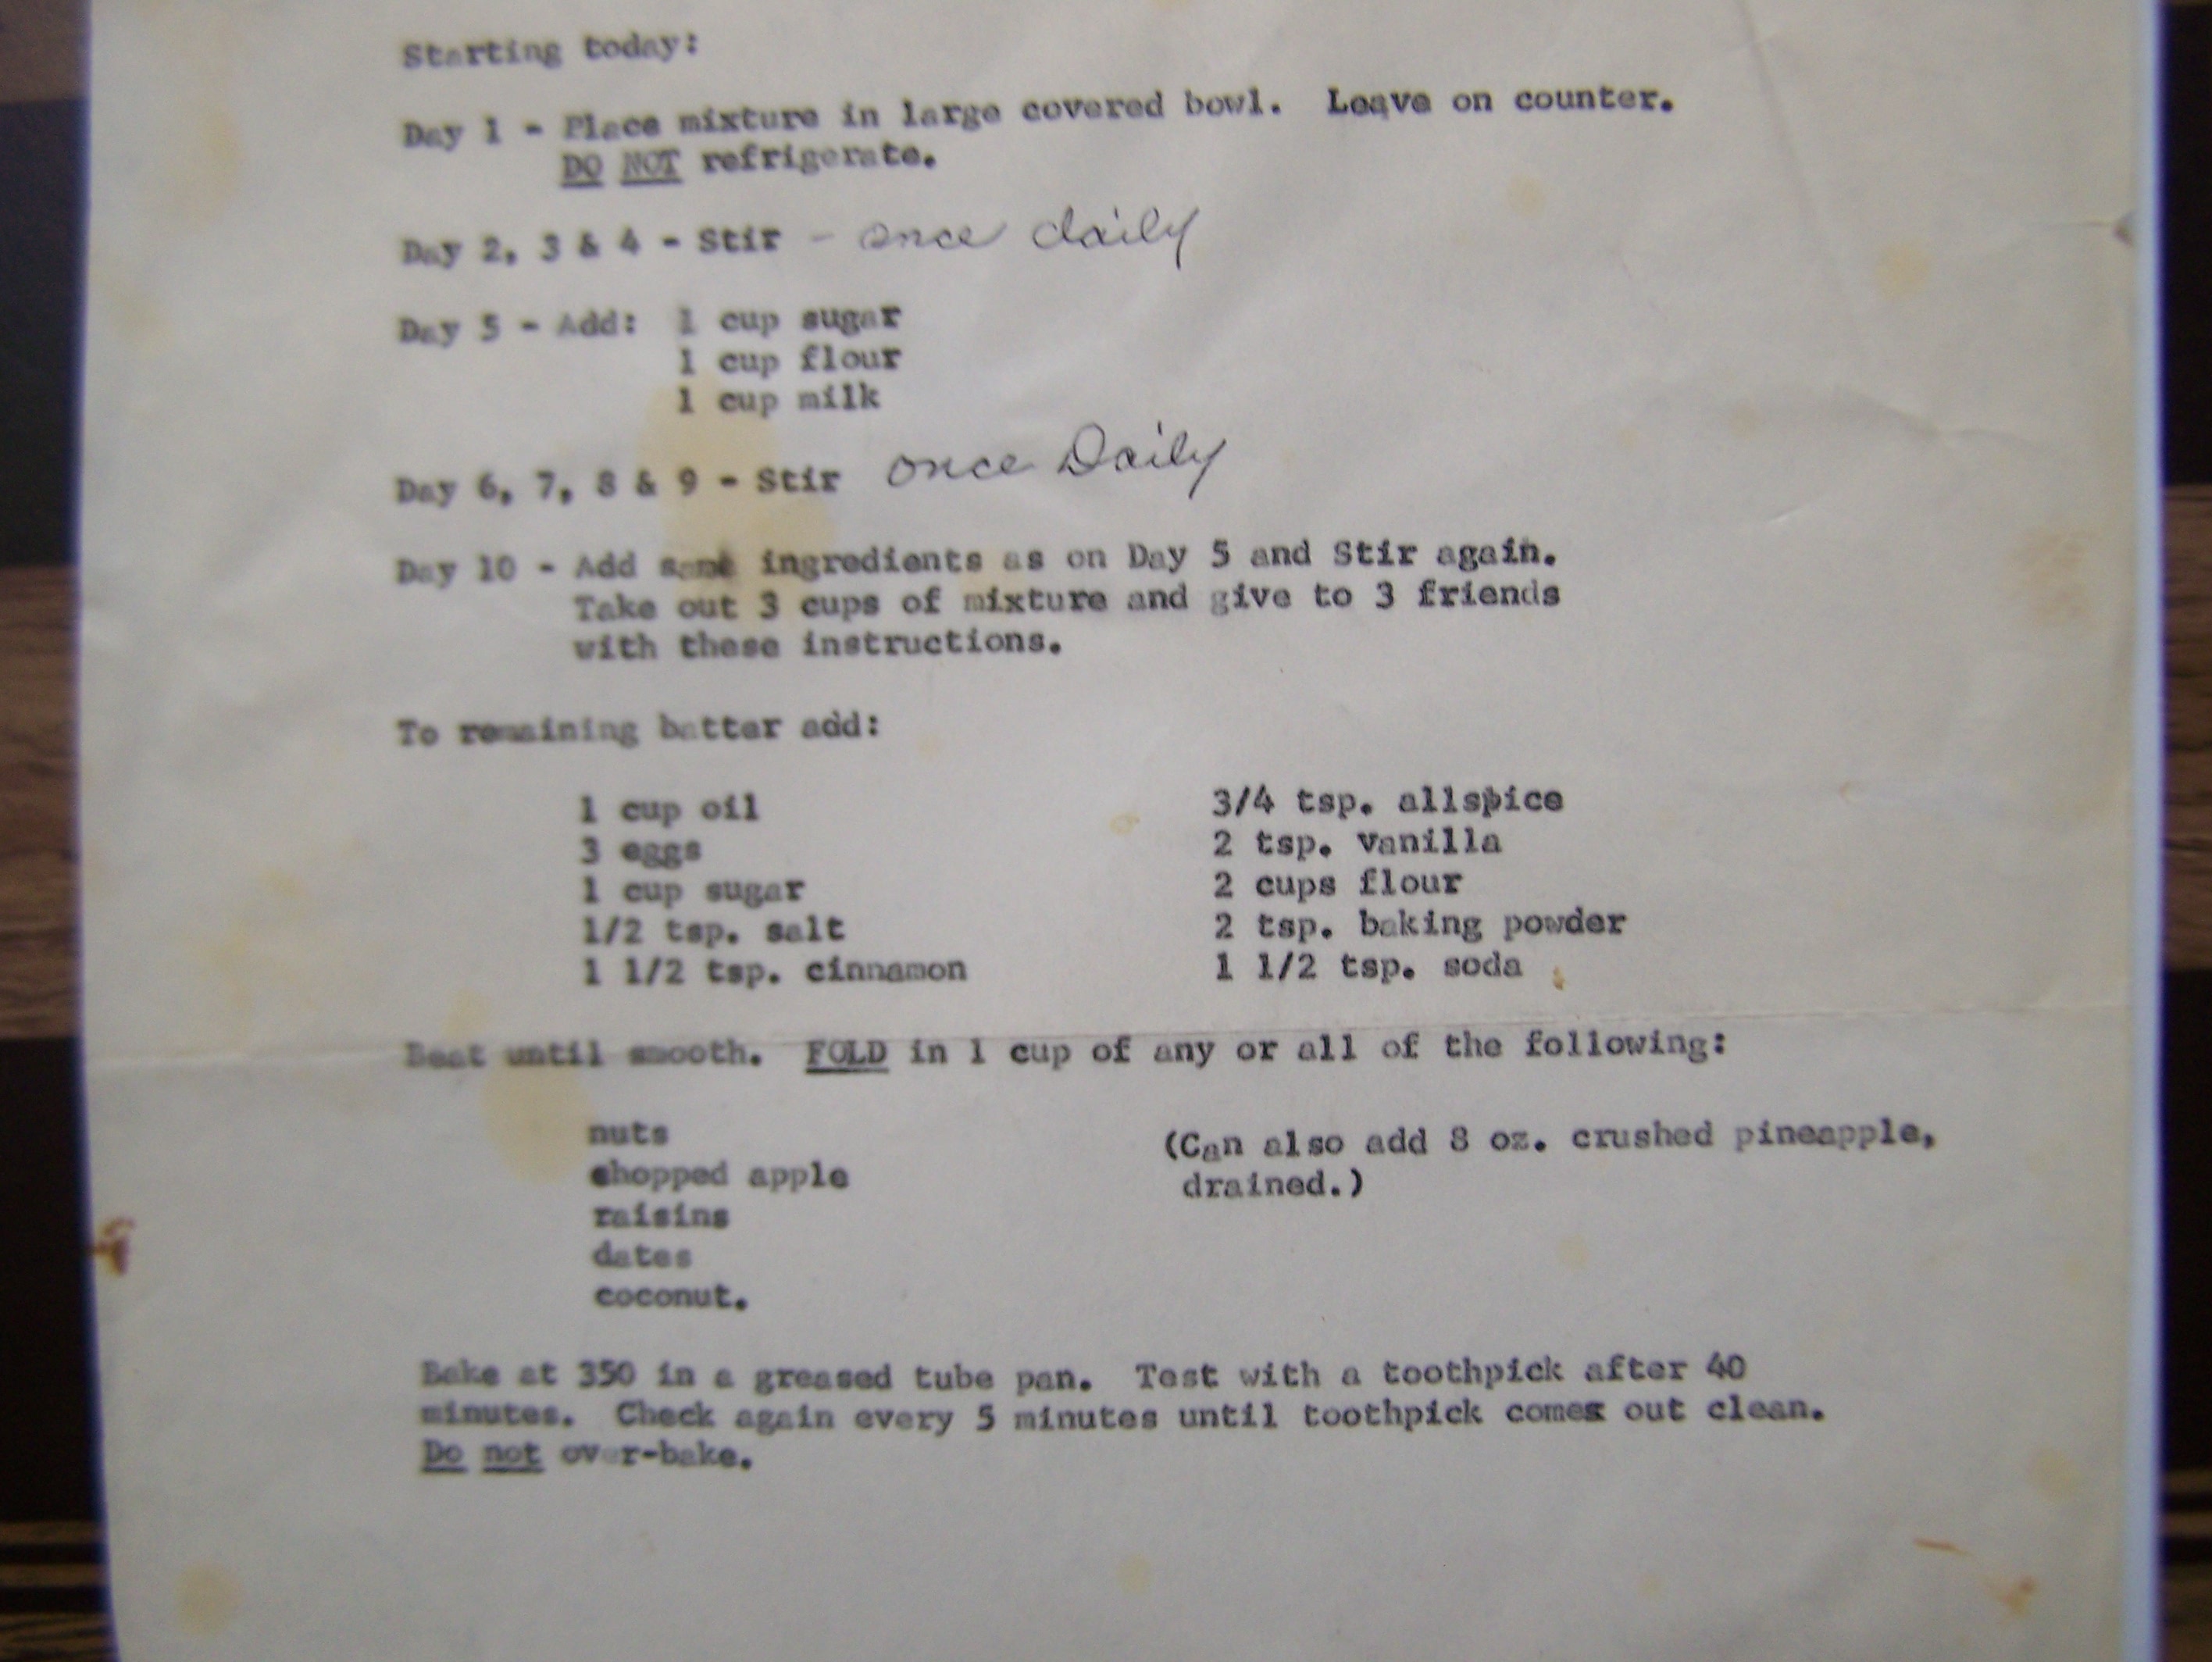 Starting today:
Day 1 - Place mixture in large covered bowl. Leave on counter.
DO NOT refrigerate.
Day 2, 3 & 4 - Stir - once daily
Day 5 - Add: 1 cup sugar
1 cup flour
1 cup milk
Day 6, 7, 8 & 9 - Stir once Daily
Day 10 - Add same ingredients as on Day 5 and Stir again.
Take out 3 cups of mixture and give to 3 friends
with these instructions.
To remaining batter add:
1 cup oil 3/4 tsp. allspice
3 eggs 2 tsp. vanilla
1 cup sugar 2 cups flour
1/2 tsp. salt 2 tsp. baking powder
1 1/2 tsp. cinnamon 1 1/2 tsp. soda
Beat until smooth. FOLD in 1 cup of any or all of the following:
nuts (Can also add 8 oz. crushed pineapple,
chopped apple drained.)
raisins
dates
coconut.
Bake at 350 in a greased tube pan. Test with a toothpick after 40
minutes. Check again every 5 minutes until toothpick comes out clean.
Do not over-bake.